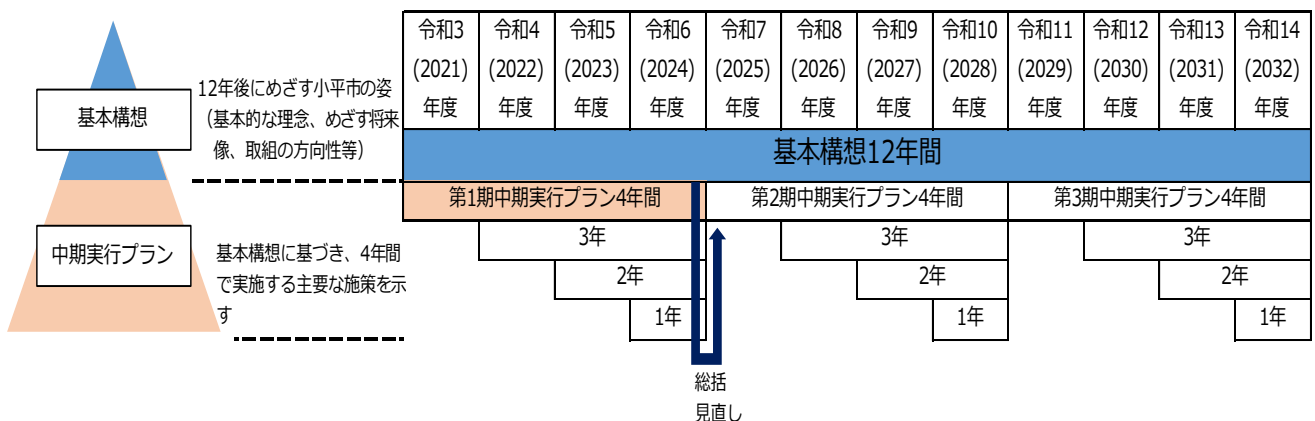 令和3
(2021)
年度
令和4
(2022)
年度
令和5
(2023)
年度
令和6
(2024)
年度
令和7
(2025)
年度
令和8
(2026)
年度
令和9
(2027)
年度
令和10
(2028)
年度
令和11
(2029)
年度
令和12
(2030)
年度
令和13
(2031)
年度
令和14
(2032)
年度
基本構想
12年後にめざす小平市の姿
（基本的な理念、めざす将来
像、取組の方向性等）
基本構想12年間
第1期中期実行プラン4年間
第2期中期実行プラン4年間
第3期中期実行プラン4年間
中期実行プラン
基本構想に基づき、4年間
で実施する主要な施策を示
す
3年
3年
3年
2年
2年
2年
1年
1年
1年
総括
見直し